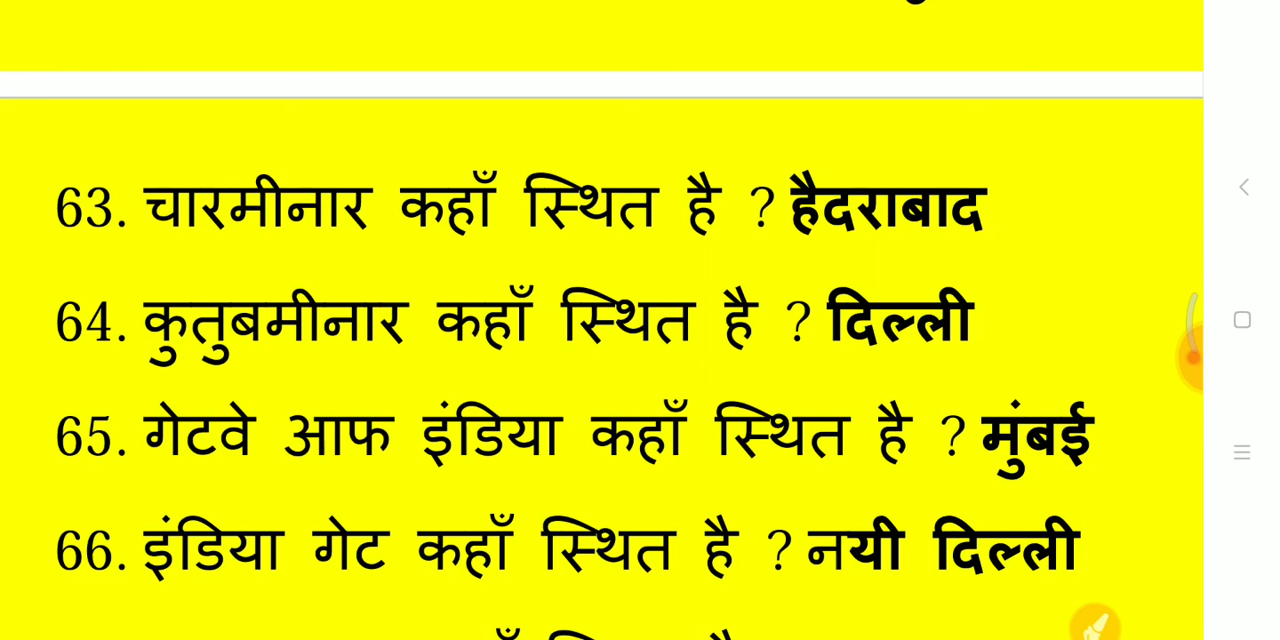 63. चारमीनार कहाँ स्थित है ? हैदराबाद
64. कुतुबमीनार कहाँ स्थित है ? दिल्ली
65. गेटवे आफ इंडिया कहाँ स्थित है ? मुंबई
66. इंडिया गेट कहाँ स्थित है ? नयी दिल्ली